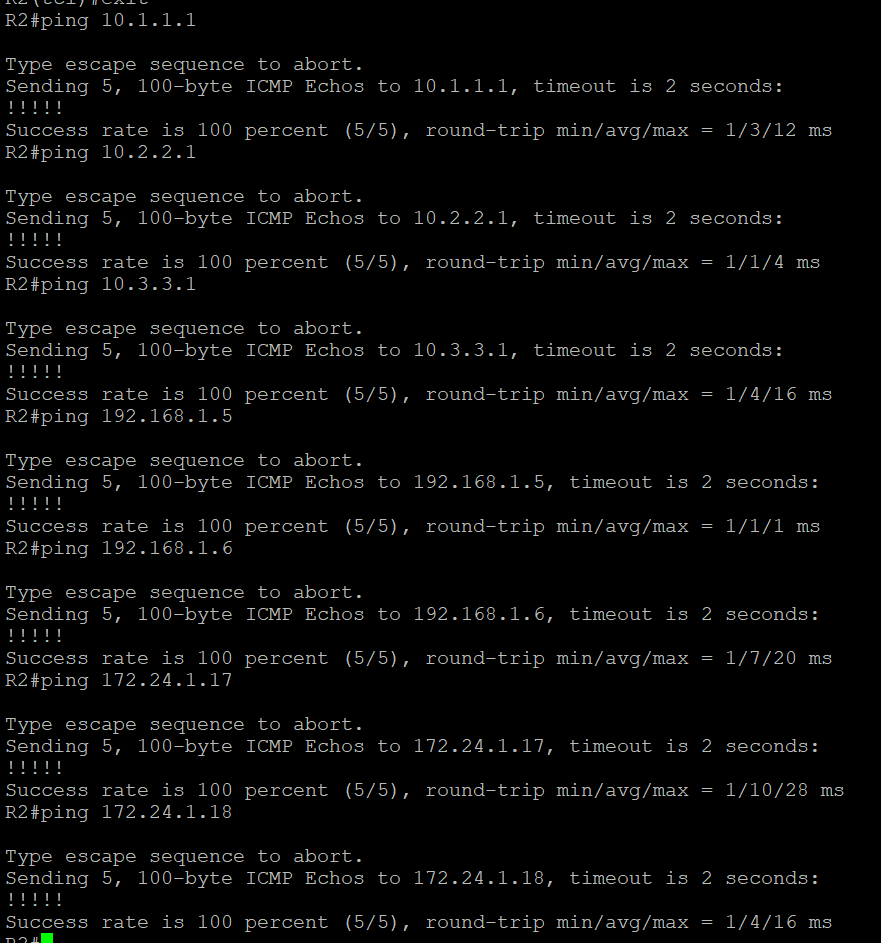 R2(tcl)#exit
R2#ping 10.1.1.1
Type escape sequence to abort.
Sending 5, 100-byte ICMP Echos to 10.1.1.1, timeout is 2 seconds:
!!!!!
Success rate is 100 percent (5/5), round-trip min/avg/max = 1/3/12 ms
R2#ping 10.2.2.1
Type escape sequence to abort.
Sending 5, 100-byte ICMP Echos to 10.2.2.1, timeout is 2 seconds:
!!!!!
Success rate is 100 percent (5/5), round-trip min/avg/max = 1/1/4 ms
R2#ping 10.3.3.1
Type escape sequence to abort.
Sending 5, 100-byte ICMP Echos to 10.3.3.1, timeout is 2 seconds:
!!!!!
Success rate is 100 percent (5/5), round-trip min/avg/max = 1/4/16 ms
R2#ping 192.168.1.5
Type escape sequence to abort.
Sending 5, 100-byte ICMP Echos to 192.168.1.5, timeout is 2 seconds:
!!!!!
Success rate is 100 percent (5/5), round-trip min/avg/max = 1/1/1 ms
R2#ping 192.168.1.6
Type escape sequence to abort.
Sending 5, 100-byte ICMP Echos to 192.168.1.6, timeout is 2 seconds:
!!!!!
Success rate is 100 percent (5/5), round-trip min/avg/max = 1/7/20 ms
R2#ping 172.24.1.17
Type escape sequence to abort.
Sending 5, 100-byte ICMP Echos to 172.24.1.17, timeout is 2 seconds:
!!!!!
Success rate is 100 percent (5/5), round-trip min/avg/max = 1/10/28 ms
R2#ping 172.24.1.18
Type escape sequence to abort.
Sending 5, 100-byte ICMP Echos to 172.24.1.18, timeout is 2 seconds:
!!!!!
Success rate is 100 percent (5/5), round-trip min/avg/max = 1/4/16 ms
R2#